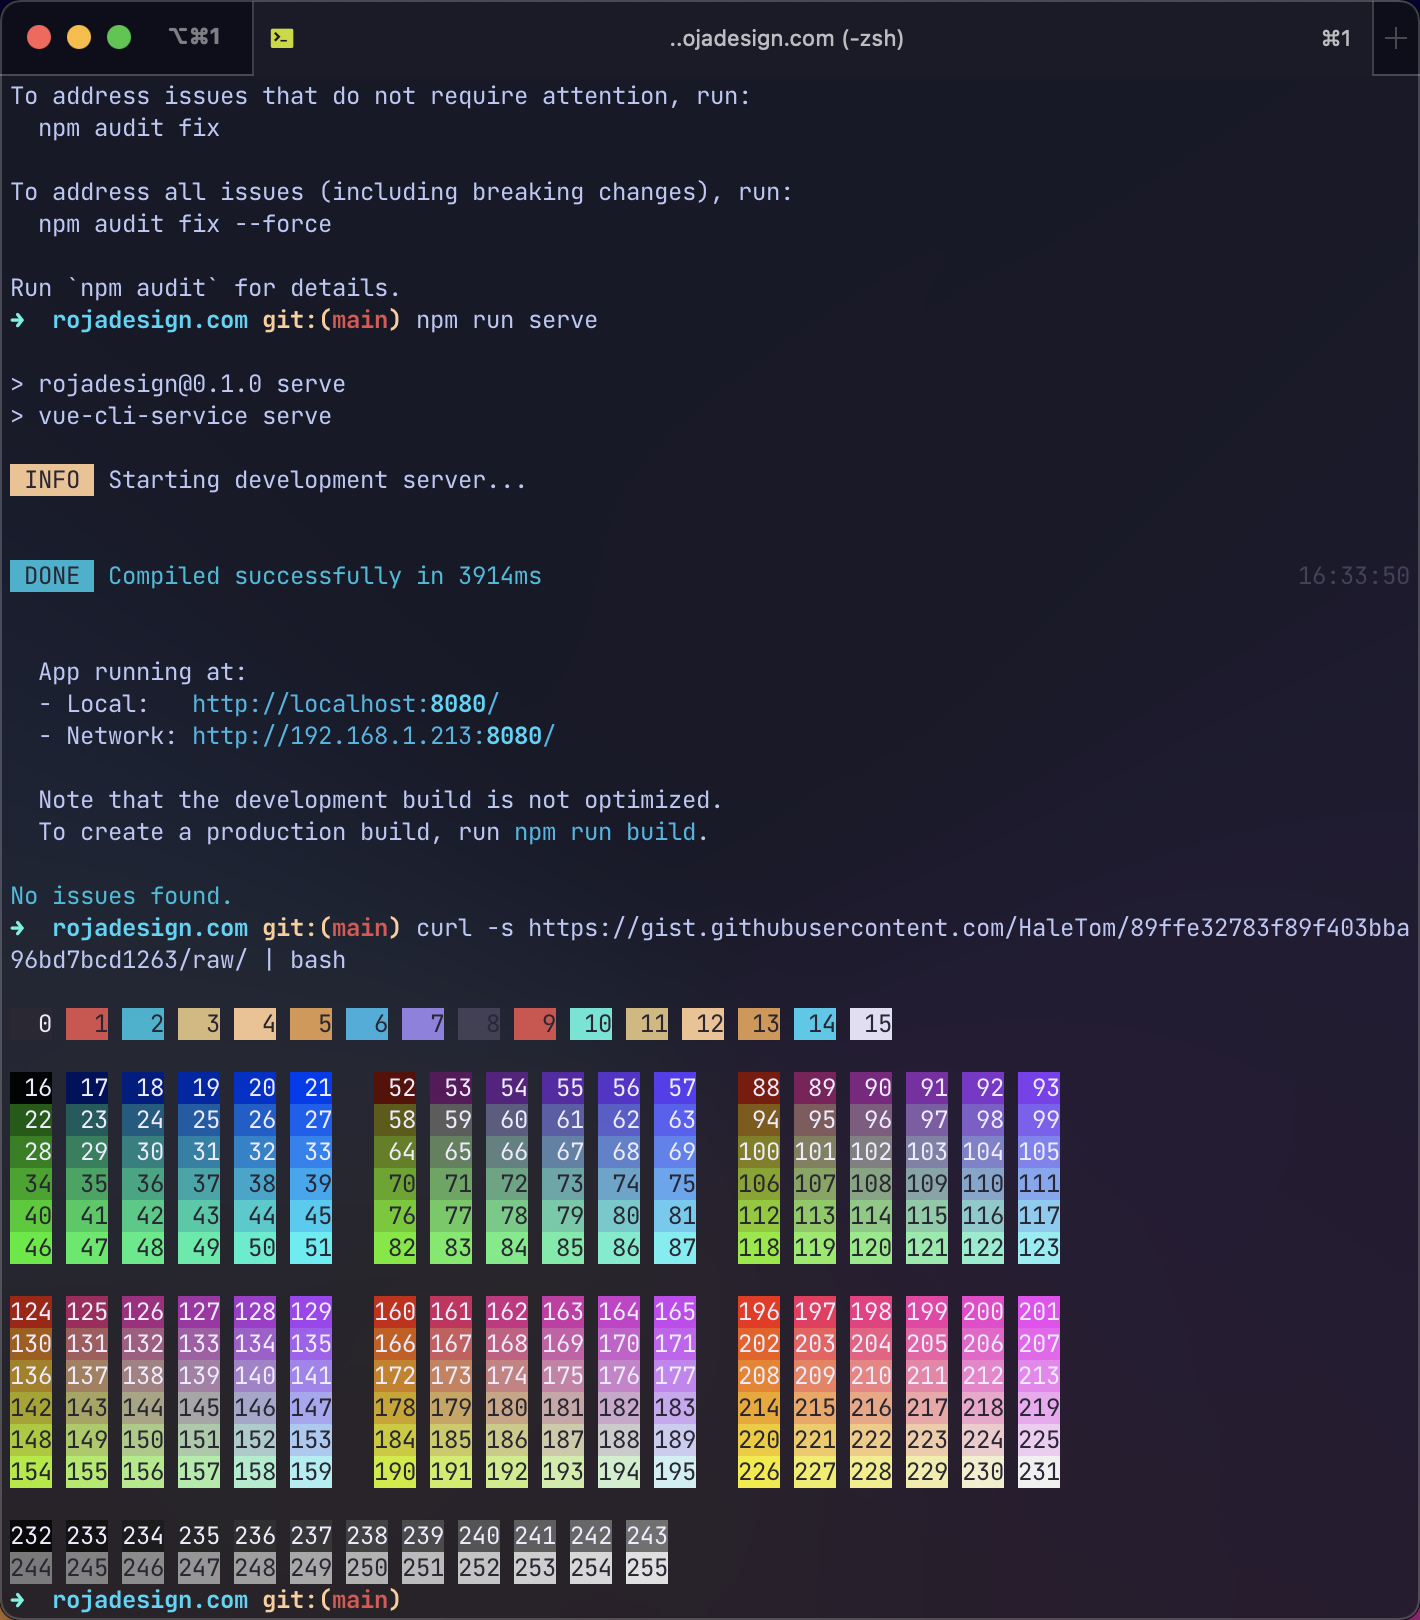 ⌥⌘1 ..ojadesign.com (-zsh) ⌘1
To address issues that do not require attention, run:
  npm audit fix
To address all issues (including breaking changes), run:
  npm audit fix --force
Run `npm audit` for details.
➜  rojadesign.com git:(main) npm run serve
> rojadesign@0.1.0 serve
> vue-cli-service serve
INFO  Starting development server...
DONE  Compiled successfully in 3914ms 16:33:50
  App running at:
  - Local:   http://localhost:8080/
  - Network: http://192.168.1.213:8080/
  Note that the development build is not optimized.
  To create a production build, run npm run build.
No issues found.
➜  rojadesign.com git:(main) curl -s https://gist.githubusercontent.com/HaleTom/89ffe32783f89f403bba
96bd7bcd1263/raw/ | bash
0 1 2 3 4 5 6 7 8 9 10 11 12 13 14 15
16 17 18 19 20 21 52 53 54 55 56 57 88 89 90 91 92 93
22 23 24 25 26 27 58 59 60 61 62 63 94 95 96 97 98 99
28 29 30 31 32 33 64 65 66 67 68 69 100 101 102 103 104 105
34 35 36 37 38 39 70 71 72 73 74 75 106 107 108 109 110 111
40 41 42 43 44 45 76 77 78 79 80 81 112 113 114 115 116 117
46 47 48 49 50 51 82 83 84 85 86 87 118 119 120 121 122 123
124 125 126 127 128 129 160 161 162 163 164 165 196 197 198 199 200 201
130 131 132 133 134 135 166 167 168 169 170 171 202 203 204 205 206 207
136 137 138 139 140 141 172 173 174 175 176 177 208 209 210 211 212 213
142 143 144 145 146 147 178 179 180 181 182 183 214 215 216 217 218 219
148 149 150 151 152 153 184 185 186 187 188 189 220 221 222 223 224 225
154 155 156 157 158 159 190 191 192 193 194 195 226 227 228 229 230 231
232 233 234 235 236 237 238 239 240 241 242 243
244 245 246 247 248 249 250 251 252 253 254 255
➜  rojadesign.com git:(main)